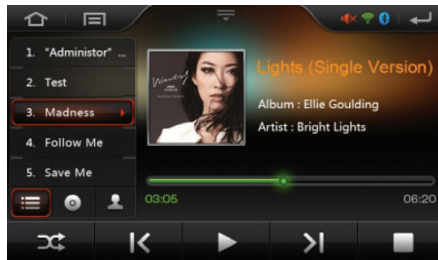 1. "Administor" ...
2. Test
3. Madness
4. Follow Me
5. Save Me
Lights (Single Version)
Album : Ellie Goulding
Artist : Bright Lights
03:05
06:20